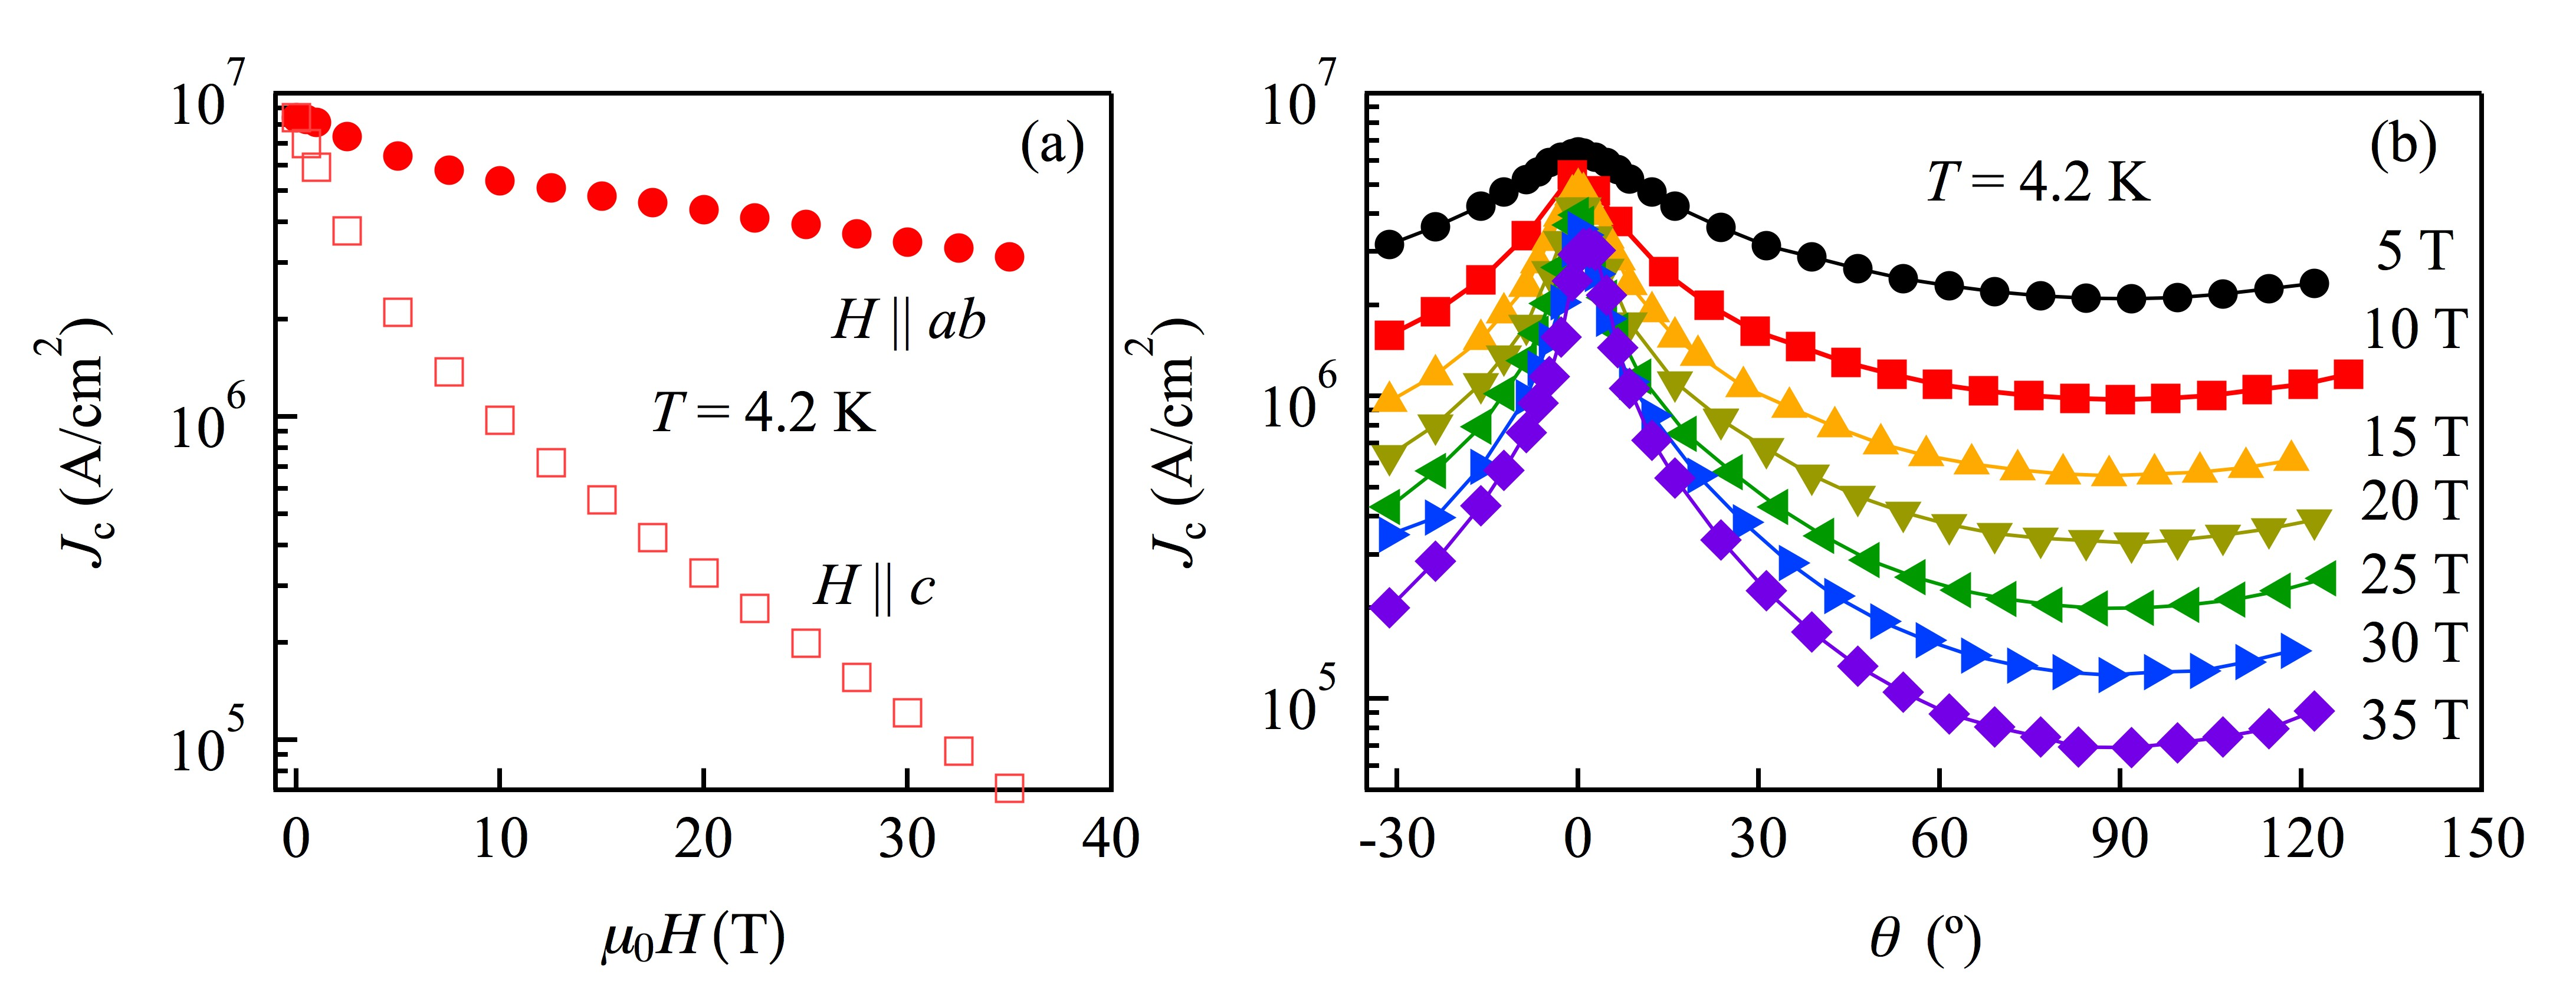 10^7
10^6
10^5
J_c (A/cm^2)
(a)
H || ab
T = 4.2 K
H || c
0 10 20 30 40
μ_0H (T)
10^7
10^6
10^5
J_c (A/cm^2)
(b)
T = 4.2 K
5 T
10 T
15 T
20 T
25 T
30 T
35 T
-30 0 30 60 90 120 150
θ (º)